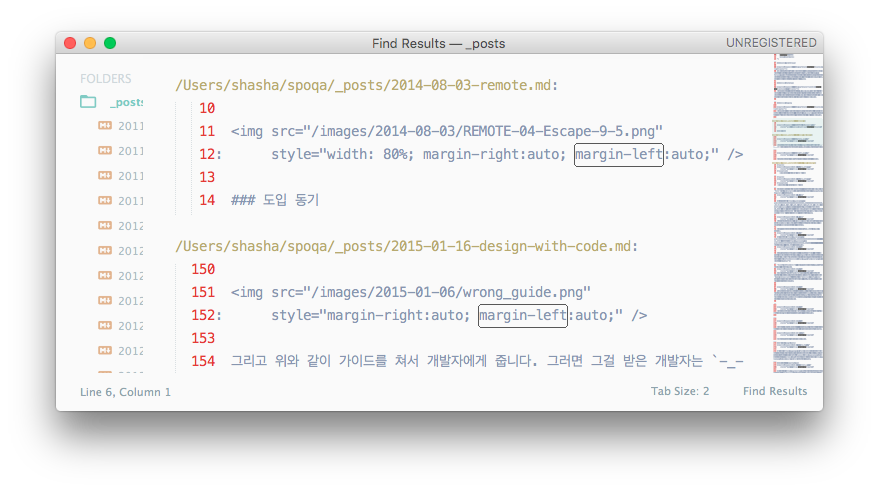 Find Results — _posts
UNREGISTERED
FOLDERS
_posts
2011
2011
2011
2011
2012
2012
2012
2012
2012
2012
/Users/shasha/spoqa/_posts/2014-08-03-remote.md:
10
11 <img src="/images/2014-08-03/REMOTE-04-Escape-9-5.png"
12: style="width: 80%; margin-right:auto; margin-left:auto;" />
13
14 ### 도입 동기
/Users/shasha/spoqa/_posts/2015-01-16-design-with-code.md:
150
151 <img src="/images/2015-01-06/wrong_guide.png"
152: style="margin-right:auto; margin-left:auto;" />
153
154 그리고 위와 같이 가이드를 쳐서 개발자에게 줍니다. 그러면 그걸 받은 개발자는 `-_-
Line 6, Column 1
Tab Size: 2
Find Results